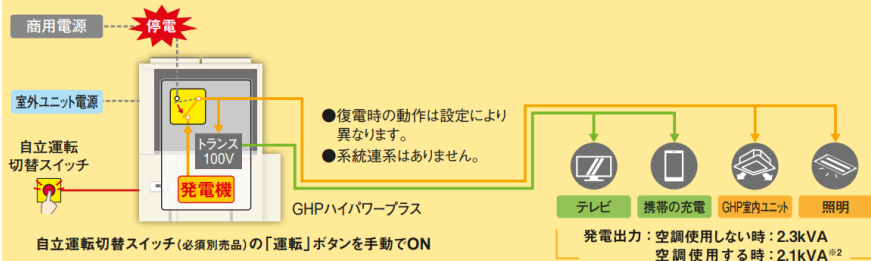 商用電源
停電
室外ユニット電源
自立運転
切替スイッチ
トランス
100V
発電機
●復電時の動作は設定により
異なります。
●系統連系はありません。
GHPハイパワープラス
テレビ
携帯の充電
GHP室内ユニット
照明
自立運転切替スイッチ(必須別売品)の「運転」ボタンを手動でON
発電出力:空調使用しない時:2.3kVA
空調使用する時:2.1kVA※2